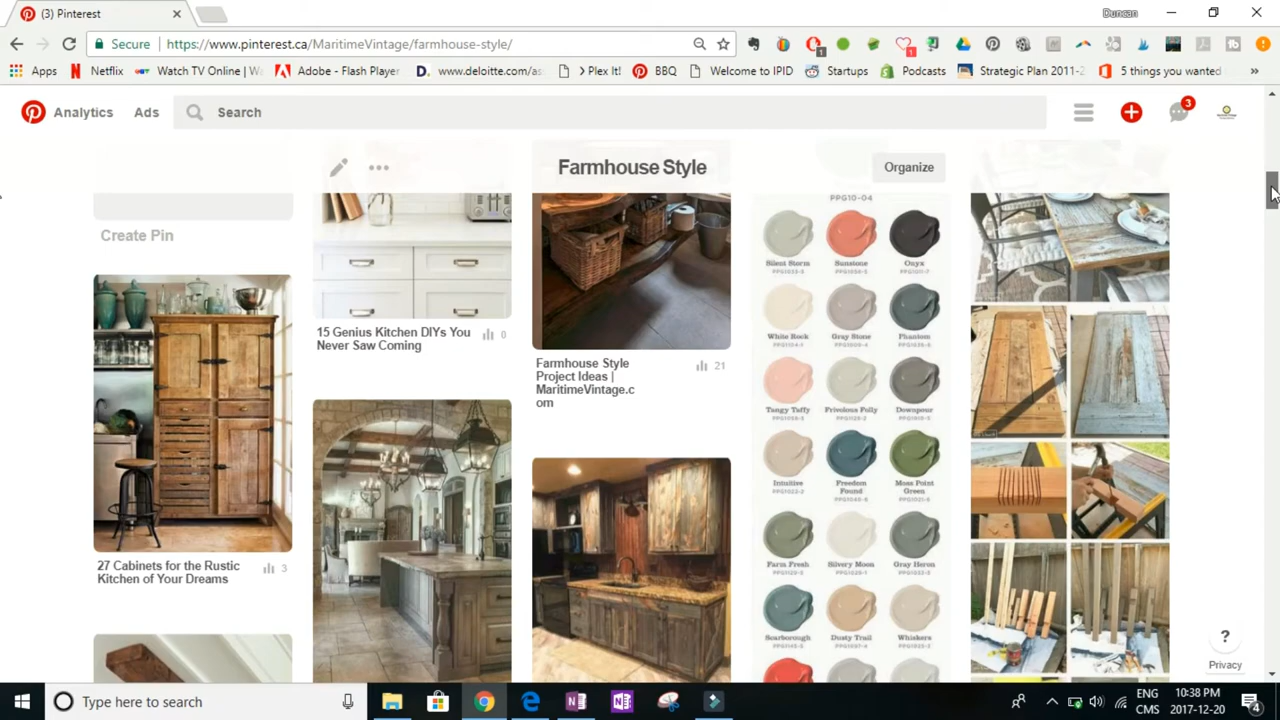 (3) Pinterest
Duncan
Secure
https://www.pinterest.ca/MaritimeVintage/farmhouse-style/
Apps
Netflix
Watch TV Online | Wa
Adobe - Flash Player
www.deloitte.com/as
> Plex It!
BBQ
Welcome to IPID
Startups
Podcasts
Strategic Plan 2011-2
5 things you wanted
»
Analytics
Ads
Search
3
Farmhouse Style
Organize
Create Pin
15 Genius Kitchen DIYs You
Never Saw Coming
0
Farmhouse Style
Project Ideas |
MaritimeVintage.c
om
21
27 Cabinets for the Rustic
Kitchen of Your Dreams
3
PPG10-04
Silent Storm
Sunstone
Onyx
White Rock
Gray Stone
Phantom
Tangy Taffy
Frivolous Folly
Downpour
Intuitive
Freedom
Found
Moss Point
Green
Farm Fresh
Silvery Moon
Gray Heron
Scarborough
Dusty Trail
Whiskers
?
Privacy
Type here to search
ENG
CMS
10:38 PM
2017-12-20
4